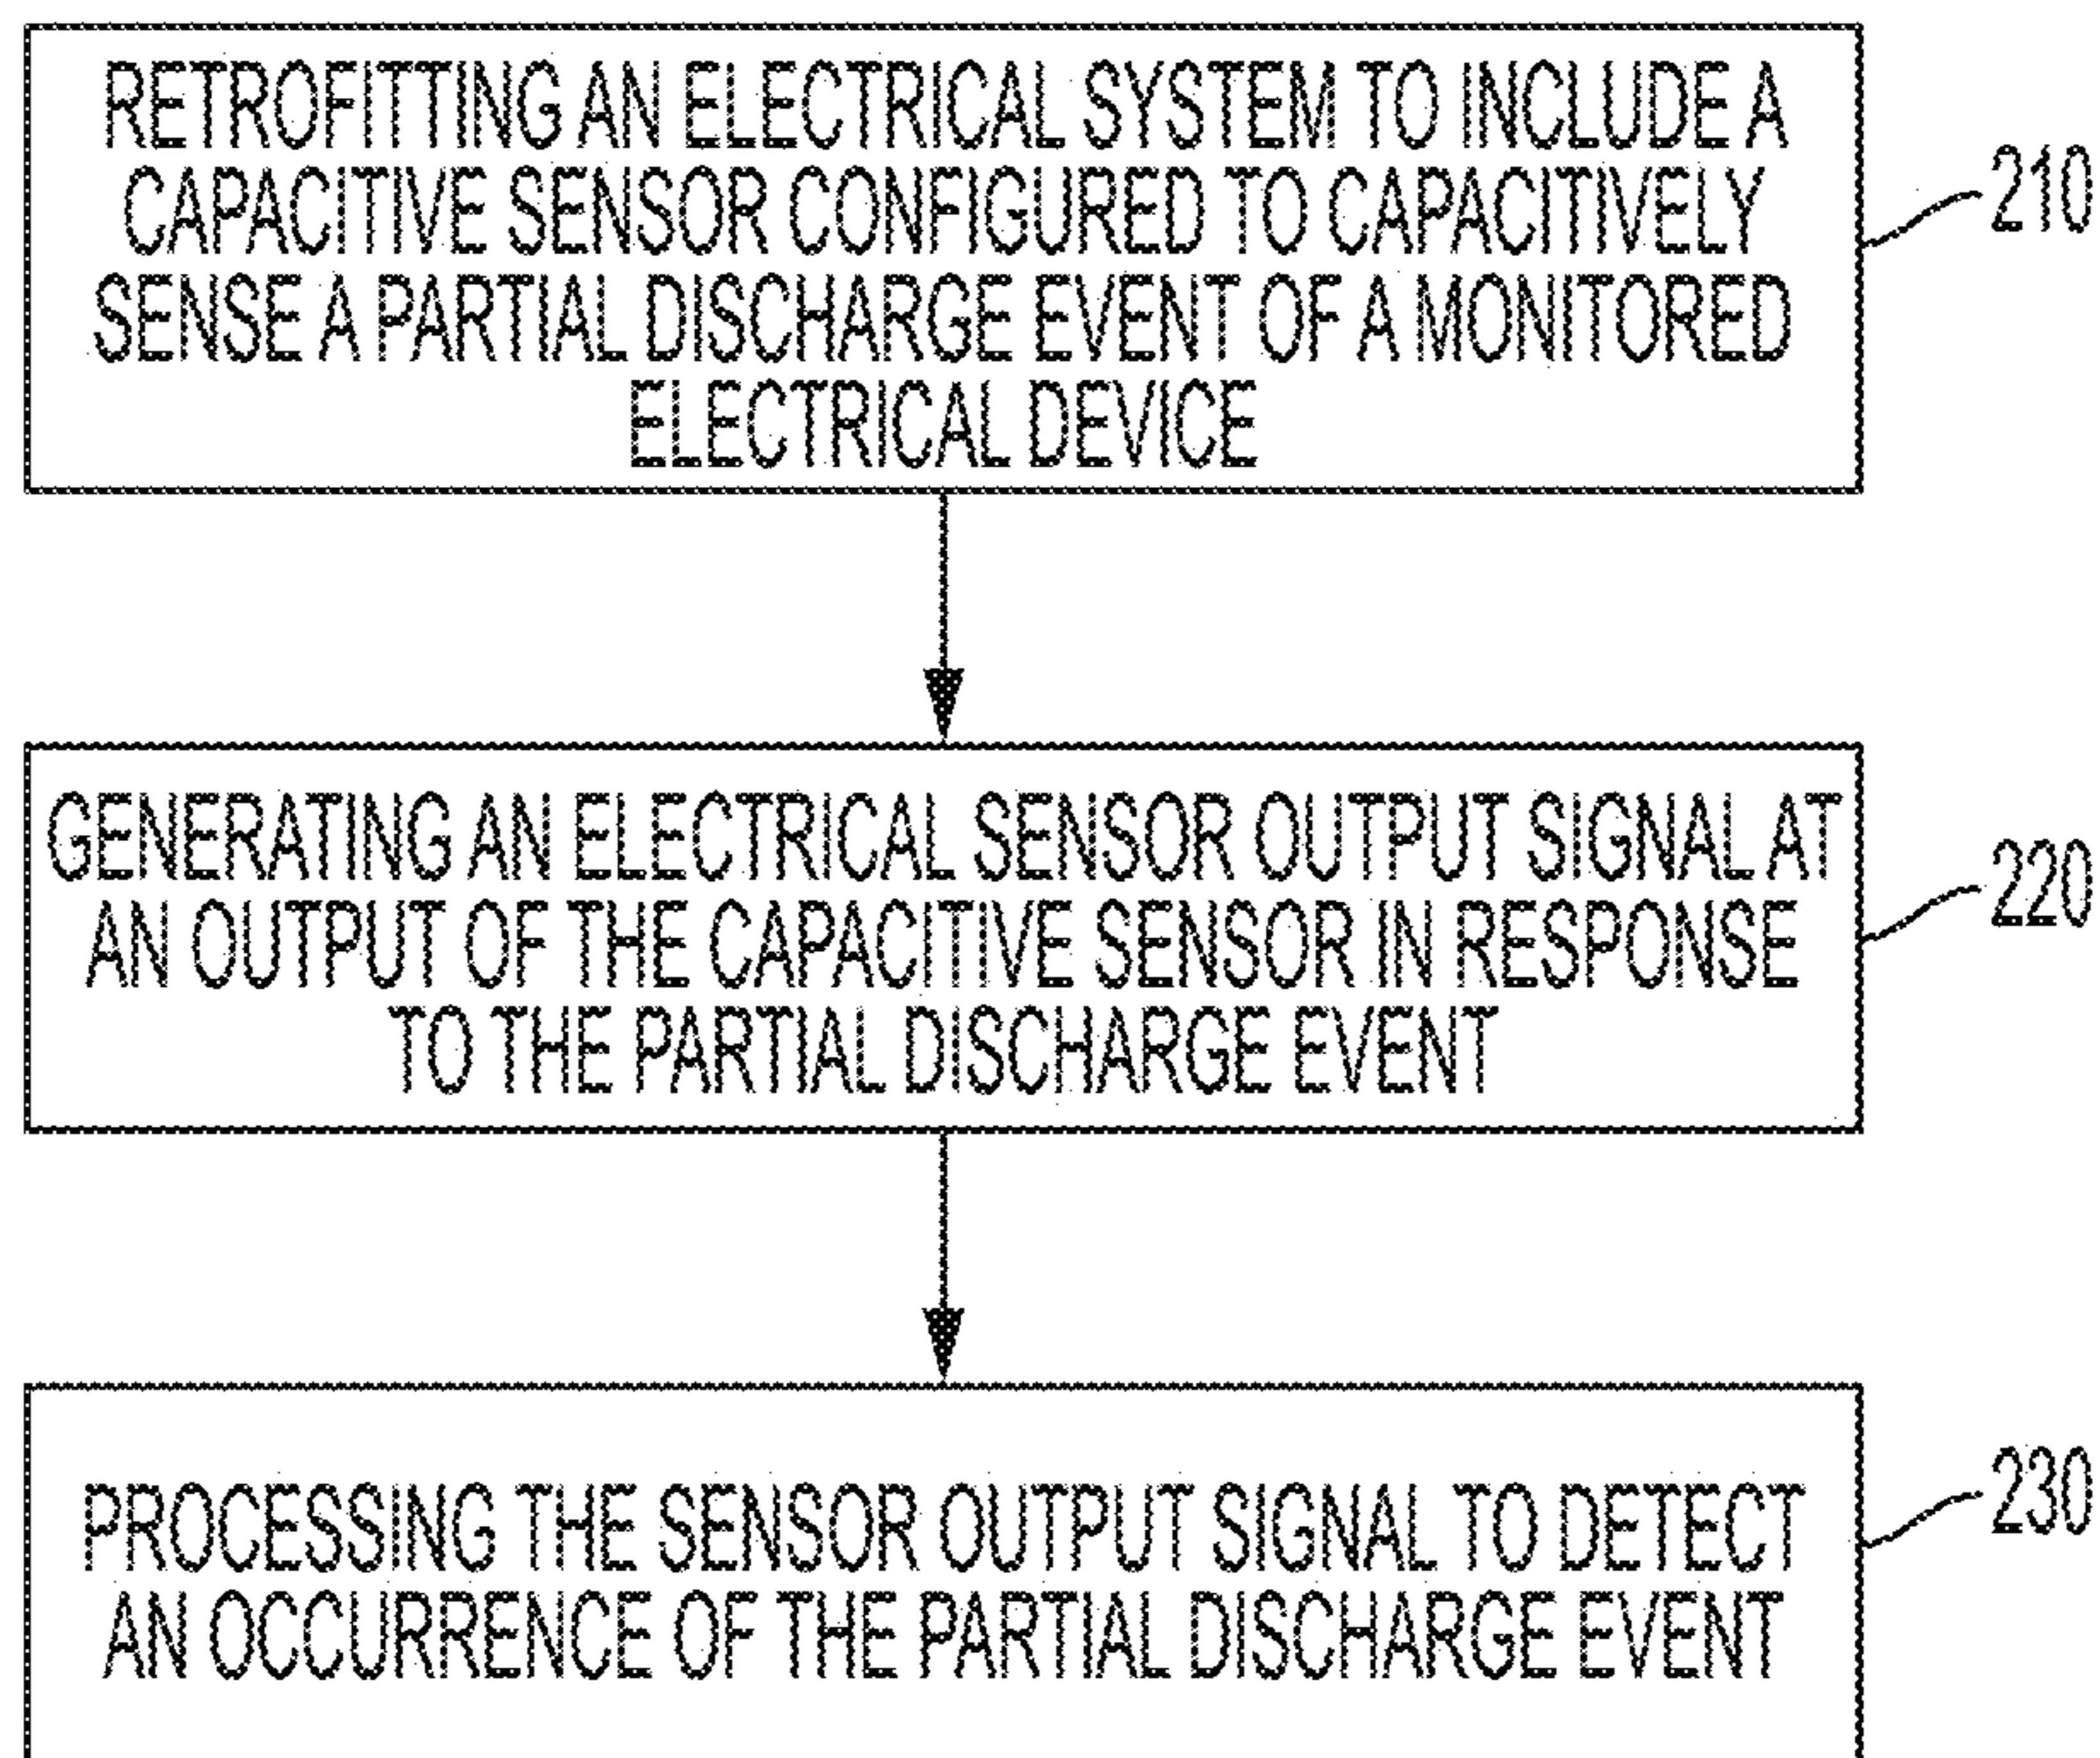 RETROFITTING AN ELECTRICAL SYSTEM TO INCLUDE A
CAPACITIVE SENSOR CONFIGURED TO CAPACITIVELY
SENSE A PARTIAL DISCHARGE EVENT OF A MONITORED
ELECTRICAL DEVICE
210
GENERATING AN ELECTRICAL SENSOR OUTPUT SIGNAL AT
AN OUTPUT OF THE CAPACITIVE SENSOR IN RESPONSE
TO THE PARTIAL DISCHARGE EVENT
220
PROCESSING THE SENSOR OUTPUT SIGNAL TO DETECT
AN OCCURRENCE OF THE PARTIAL DISCHARGE EVENT
230